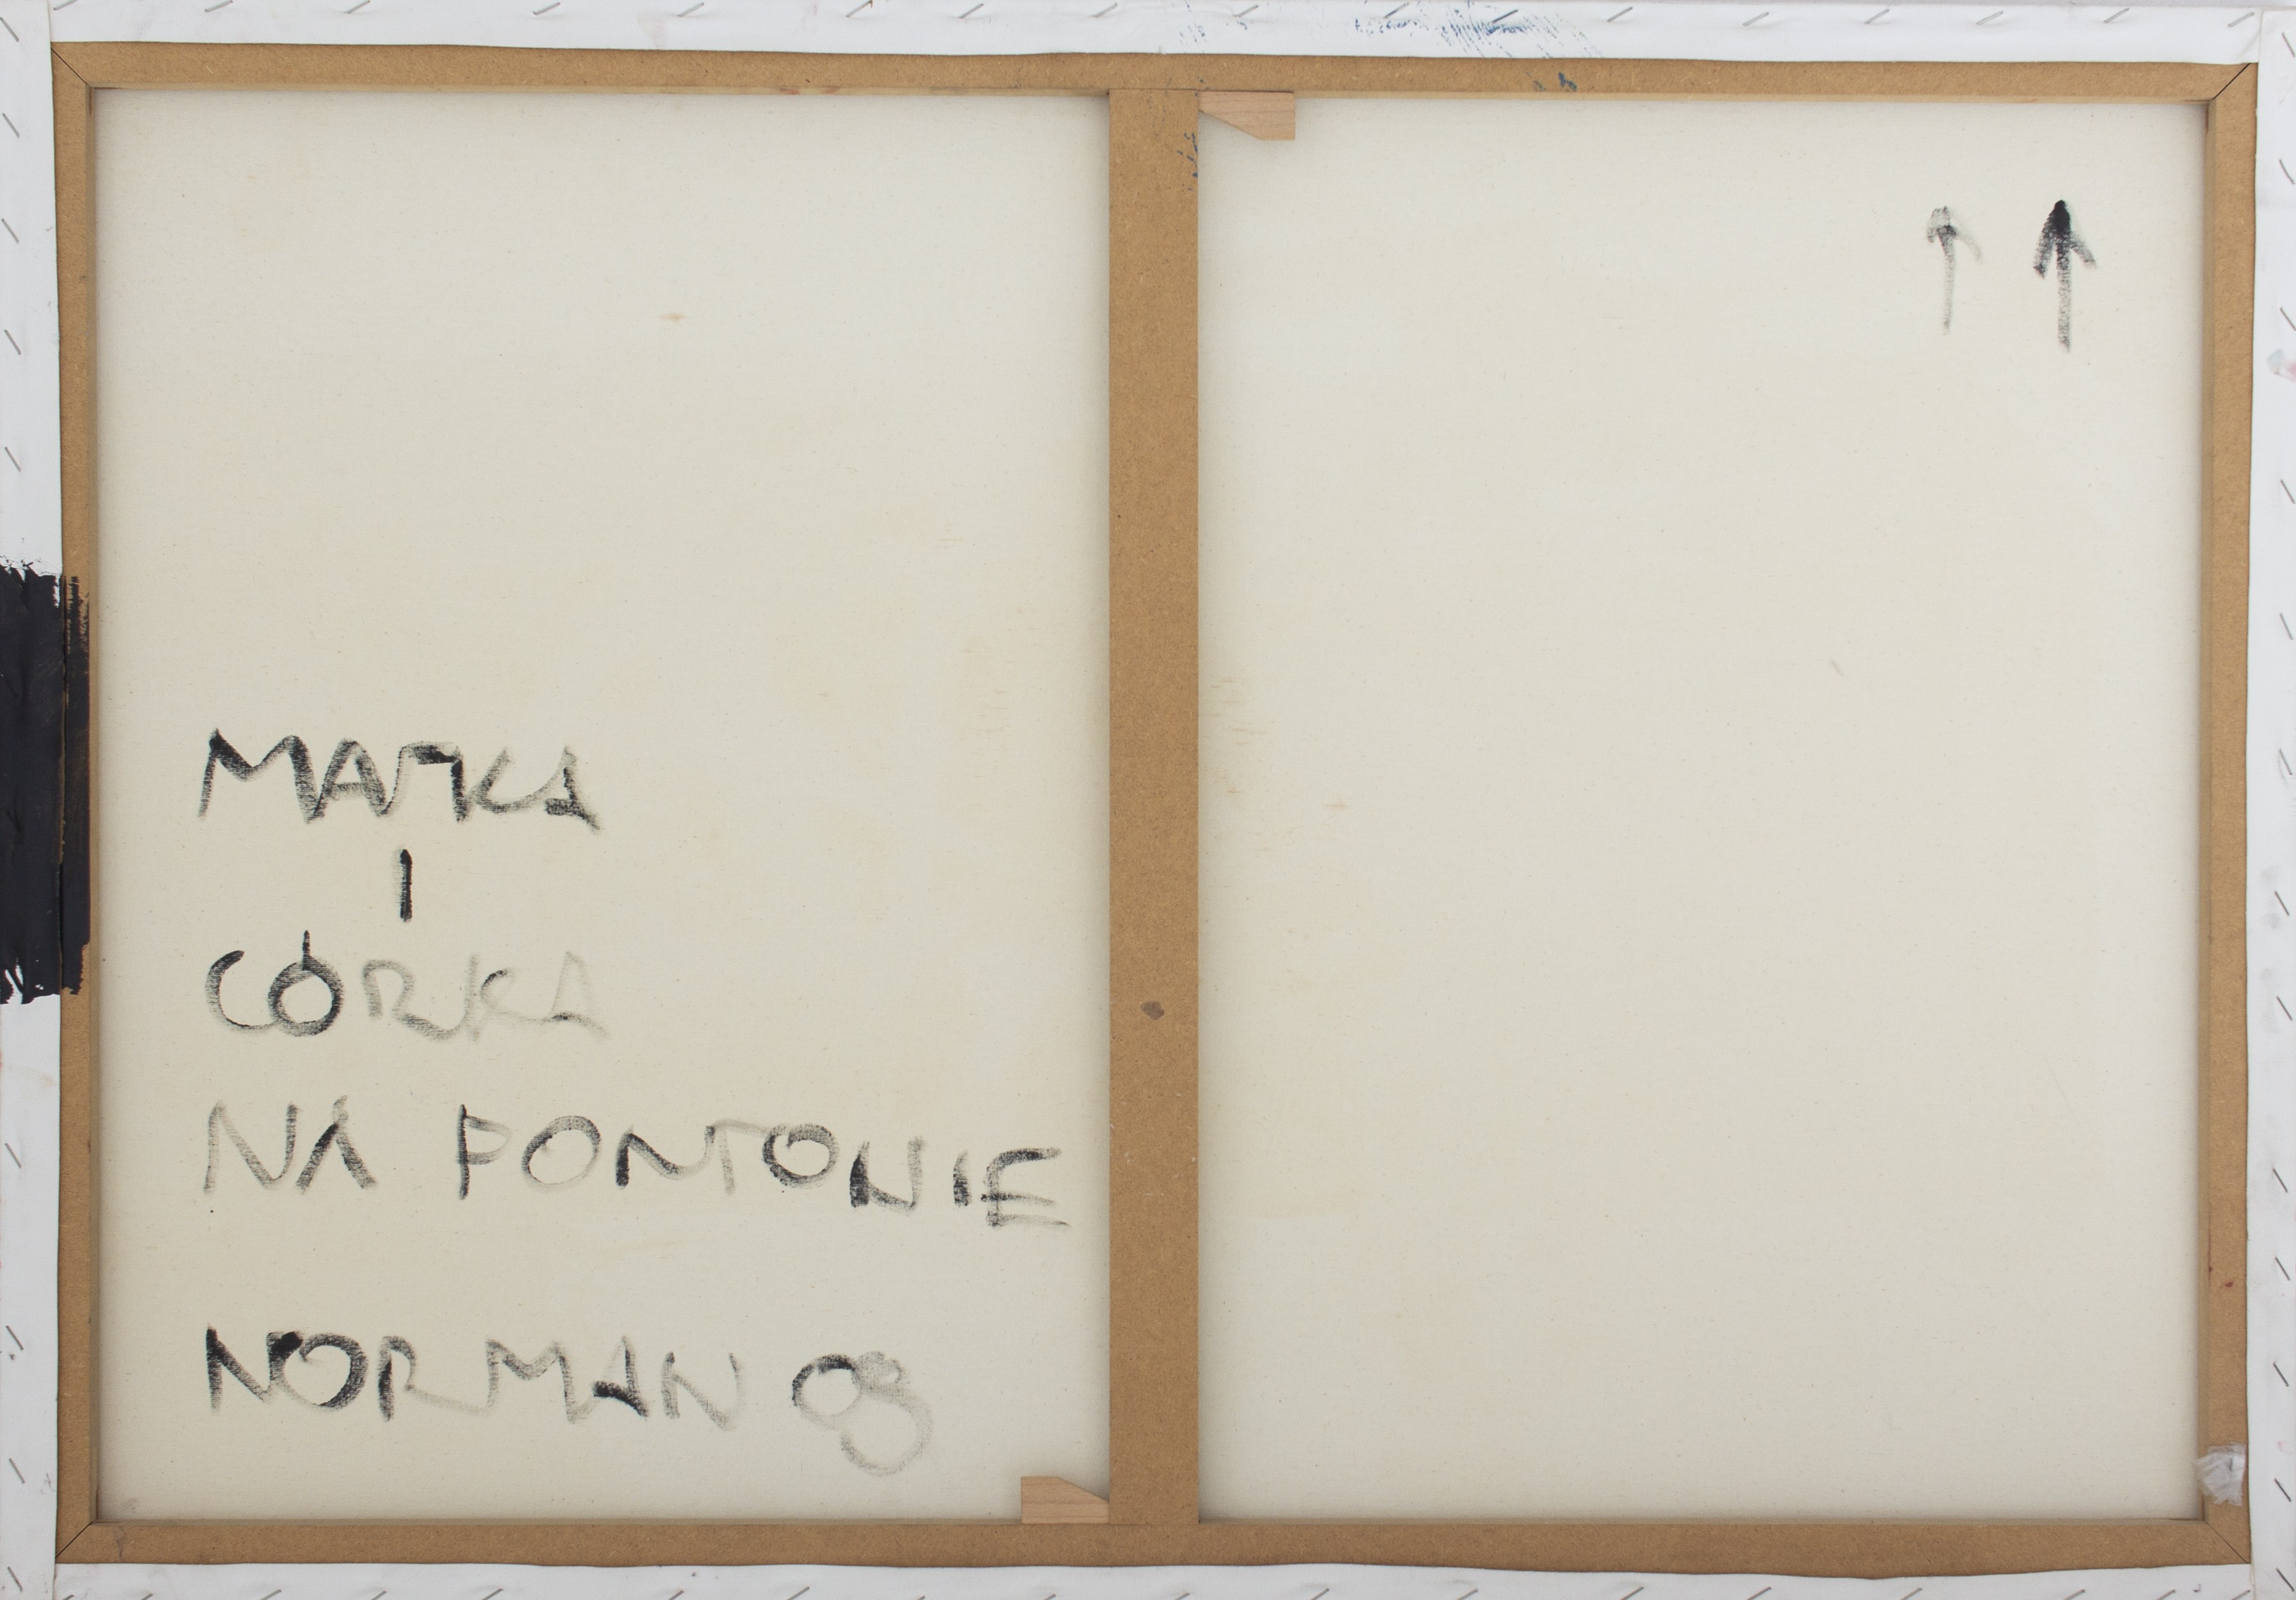 MATKA
I
CÓRKA
NA PONTONIE
NORMAN 08